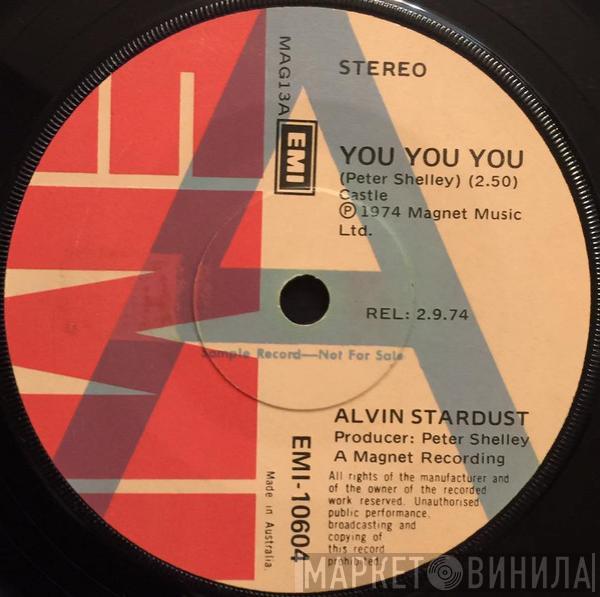 STEREO
MAG13A
EMI
YOU YOU YOU
(Peter Shelley) (2.50)
Castle
Ⓟ 1974 Magnet Music
Ltd.
REL: 2.9.74
Sample Record—Not For Sale
ALVIN STARDUST
Producer: Peter Shelley
A Magnet Recording
EMI-10604
Made in Australia.
All rights of the manufacturer and
of the owner of the recorded
work reserved. Unauthorised
public performance,
broadcasting and
copying of
this record
prohibited.
EMI
A
МАРКЕТ ВИНИЛА